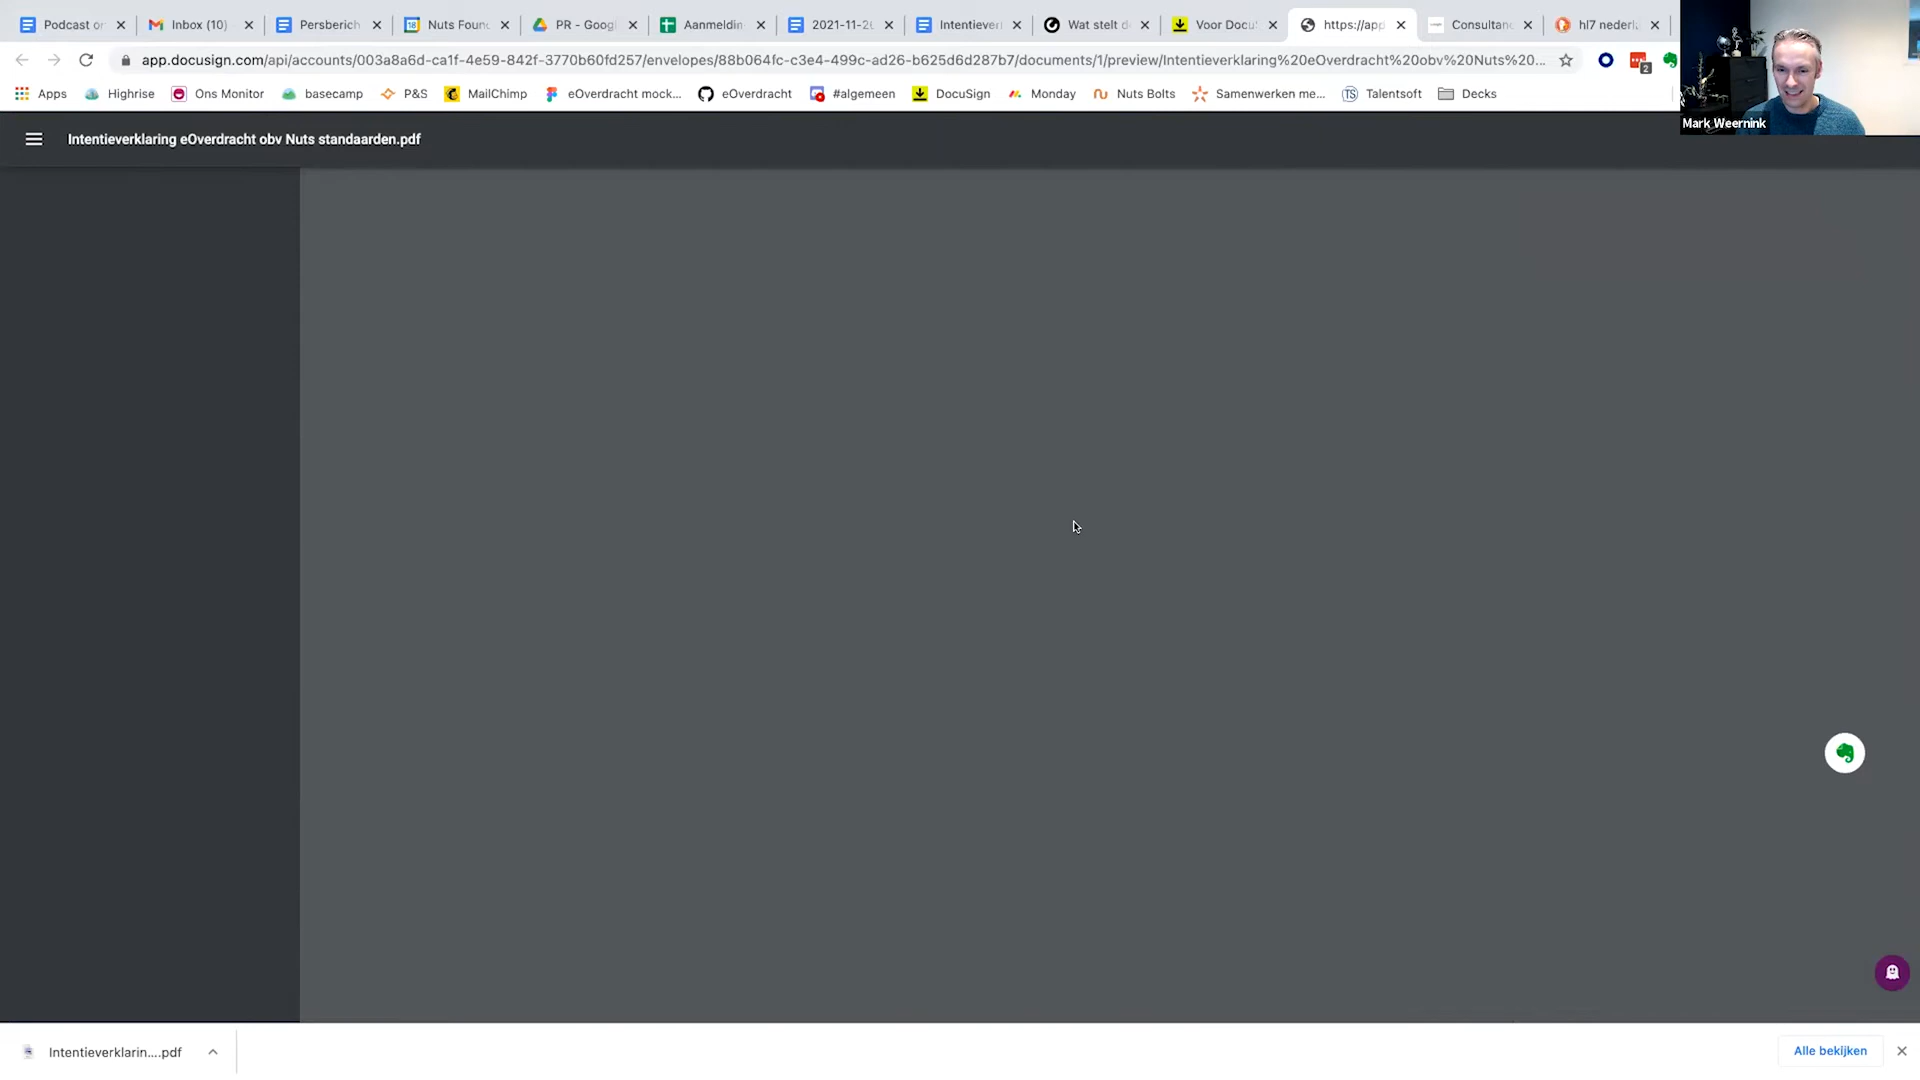 Podcast or
Inbox (10)
Persberich
Nuts Foun
PR - Goog
Aanmeldin
2021-11-26
Intentiever
Wat stelt d
Voor Docu
https://app
Consultan
hl7 nederl
app.docusign.com/api/accounts/003a8a6d-ca1f-4e59-842f-3770b60fd257/envelopes/88b064fc-c3e4-499c-ad26-b625d6d287b7/documents/1/preview/Intentieverklaring%20eOverdracht%20obv%20Nuts%20...
2
Apps
Highrise
Ons Monitor
basecamp
P&S
MailChimp
eOverdracht mock...
eOverdracht
#algemeen
DocuSign
Monday
Nuts Bolts
Samenwerken me...
TS Talentsoft
Decks
Mark Weernink
Intentieverklaring eOverdracht obv Nuts standaarden.pdf
Intentieverklarin....pdf
Alle bekijken